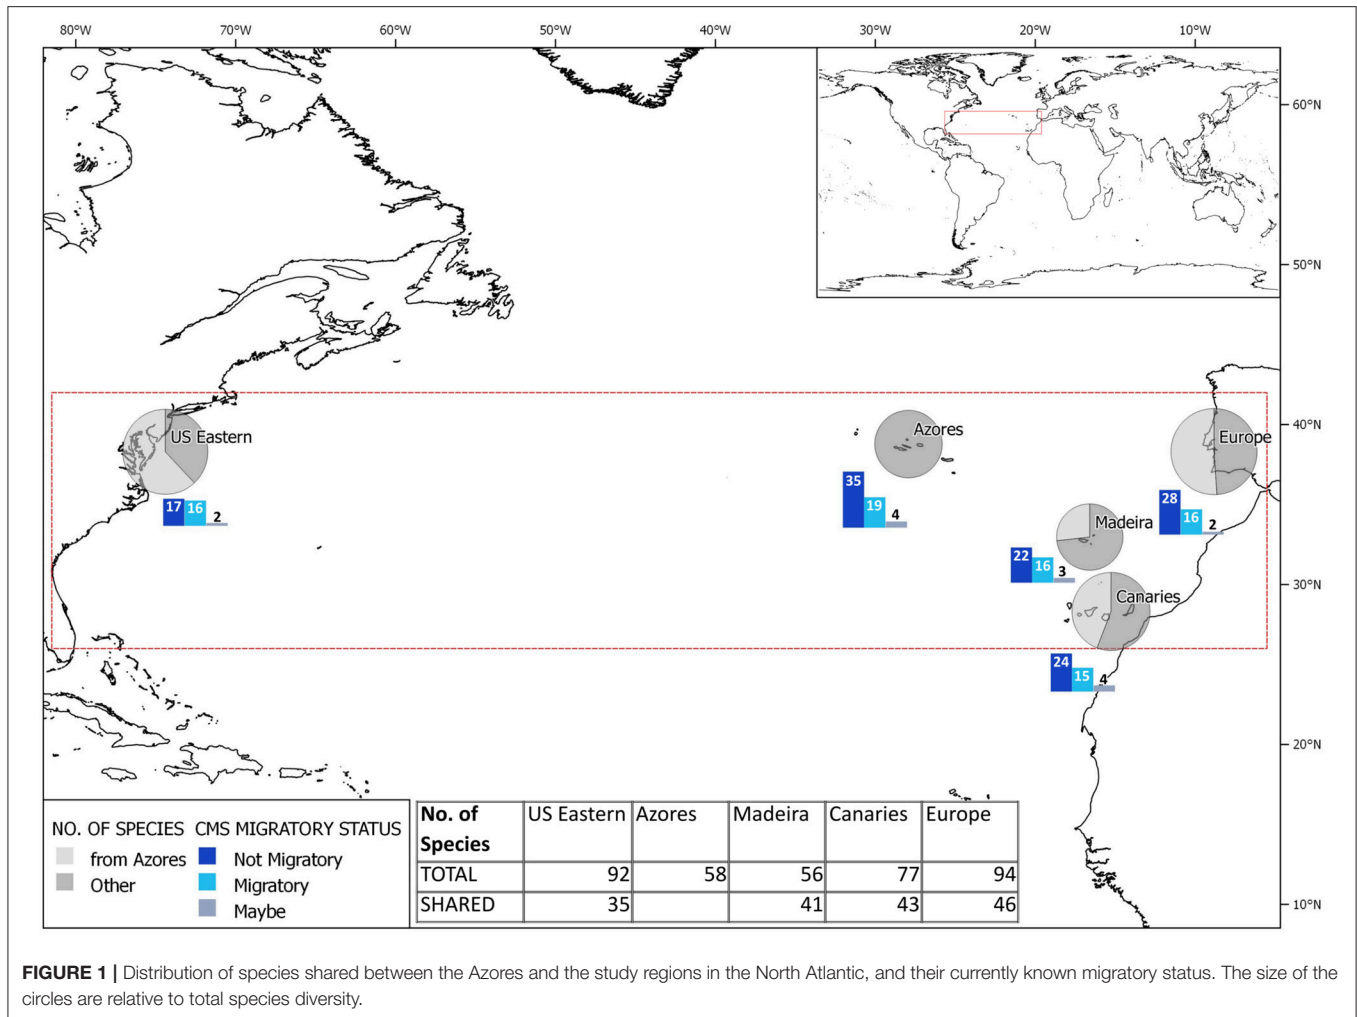 80°W 70°W 60°W 50°W 40°W 30°W 20°W 10°W
60°N
50°N
40°N
30°N
20°N
10°N
US Eastern
17 16 2
Azores
35 19 4
Europe
28 16 2
Madeira
22 16 3
Canaries
24 15 4
NO. OF SPECIES CMS MIGRATORY STATUS
from Azores Not Migratory
Other Migratory
Maybe
No. of Species US Eastern Azores Madeira Canaries Europe
TOTAL 92 58 56 77 94
SHARED 35 41 43 46
FIGURE 1 | Distribution of species shared between the Azores and the study regions in the North Atlantic, and their currently known migratory status. The size of the
circles are relative to total species diversity.